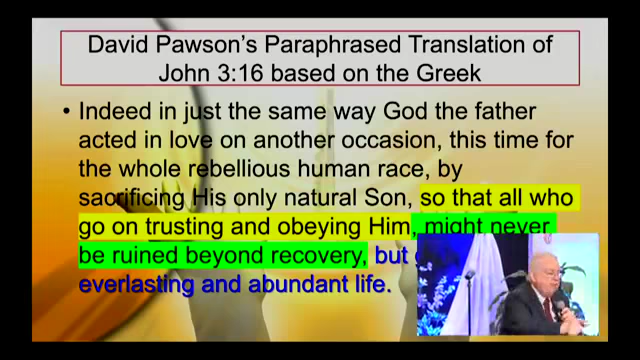 David Pawson's Paraphrased Translation of
John 3:16 based on the Greek
• Indeed in just the same way God the father
acted in love on another occasion, this time for
the whole rebellious human race, by
sacrificing His only natural Son, so that all who
go on trusting and obeying Him, might never
be ruined beyond recovery, but
everlasting and abundant life.